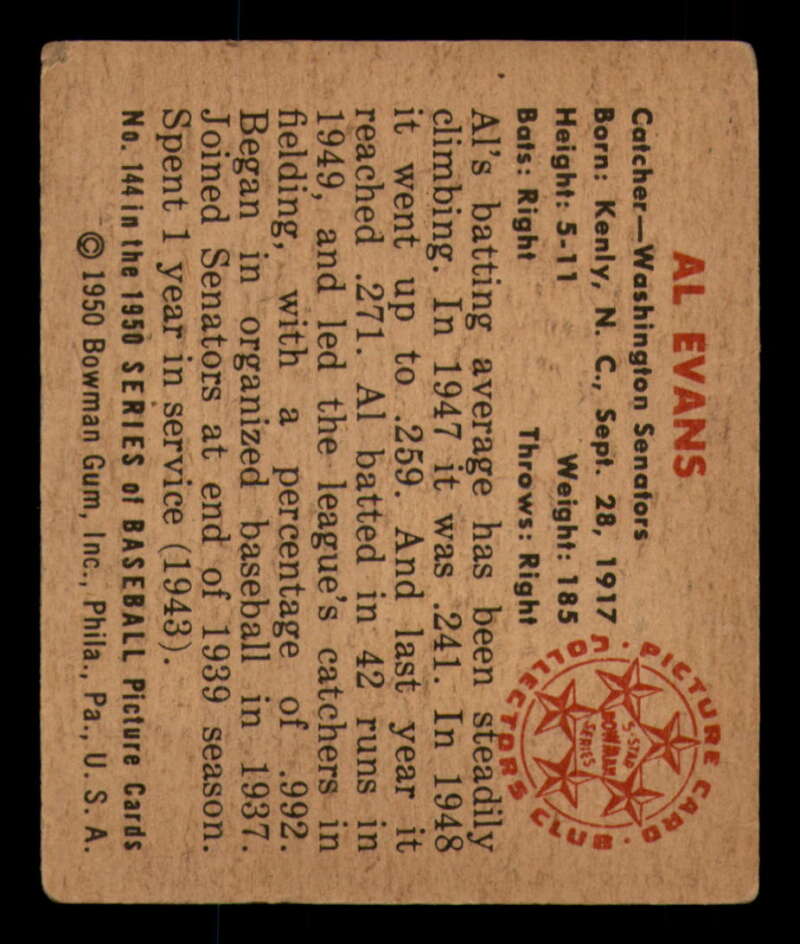 AL EVANS
Catcher—Washington Senators
Born: Kenly, N. C., Sept. 28, 1917
Height: 5-11 Weight: 185
Bats: Right Throws: Right
Al's batting average has been steadily
climbing. In 1947 it was .241. In 1948
it went up to .259. And last year it
reached .271. Al batted in 42 runs in
1949, and led the league's catchers in
fielding, with a percentage of .992.
Began in organized baseball in 1937.
Joined Senators at end of 1939 season.
Spent 1 year in service (1943).
No. 144 in the 1950 SERIES of BASEBALL Picture Cards
© 1950 Bowman Gum, Inc., Phila., Pa., U. S. A.
PICTURE CARD COLLECTORS CLUB
5-STAR
BOWMAN
SERIES